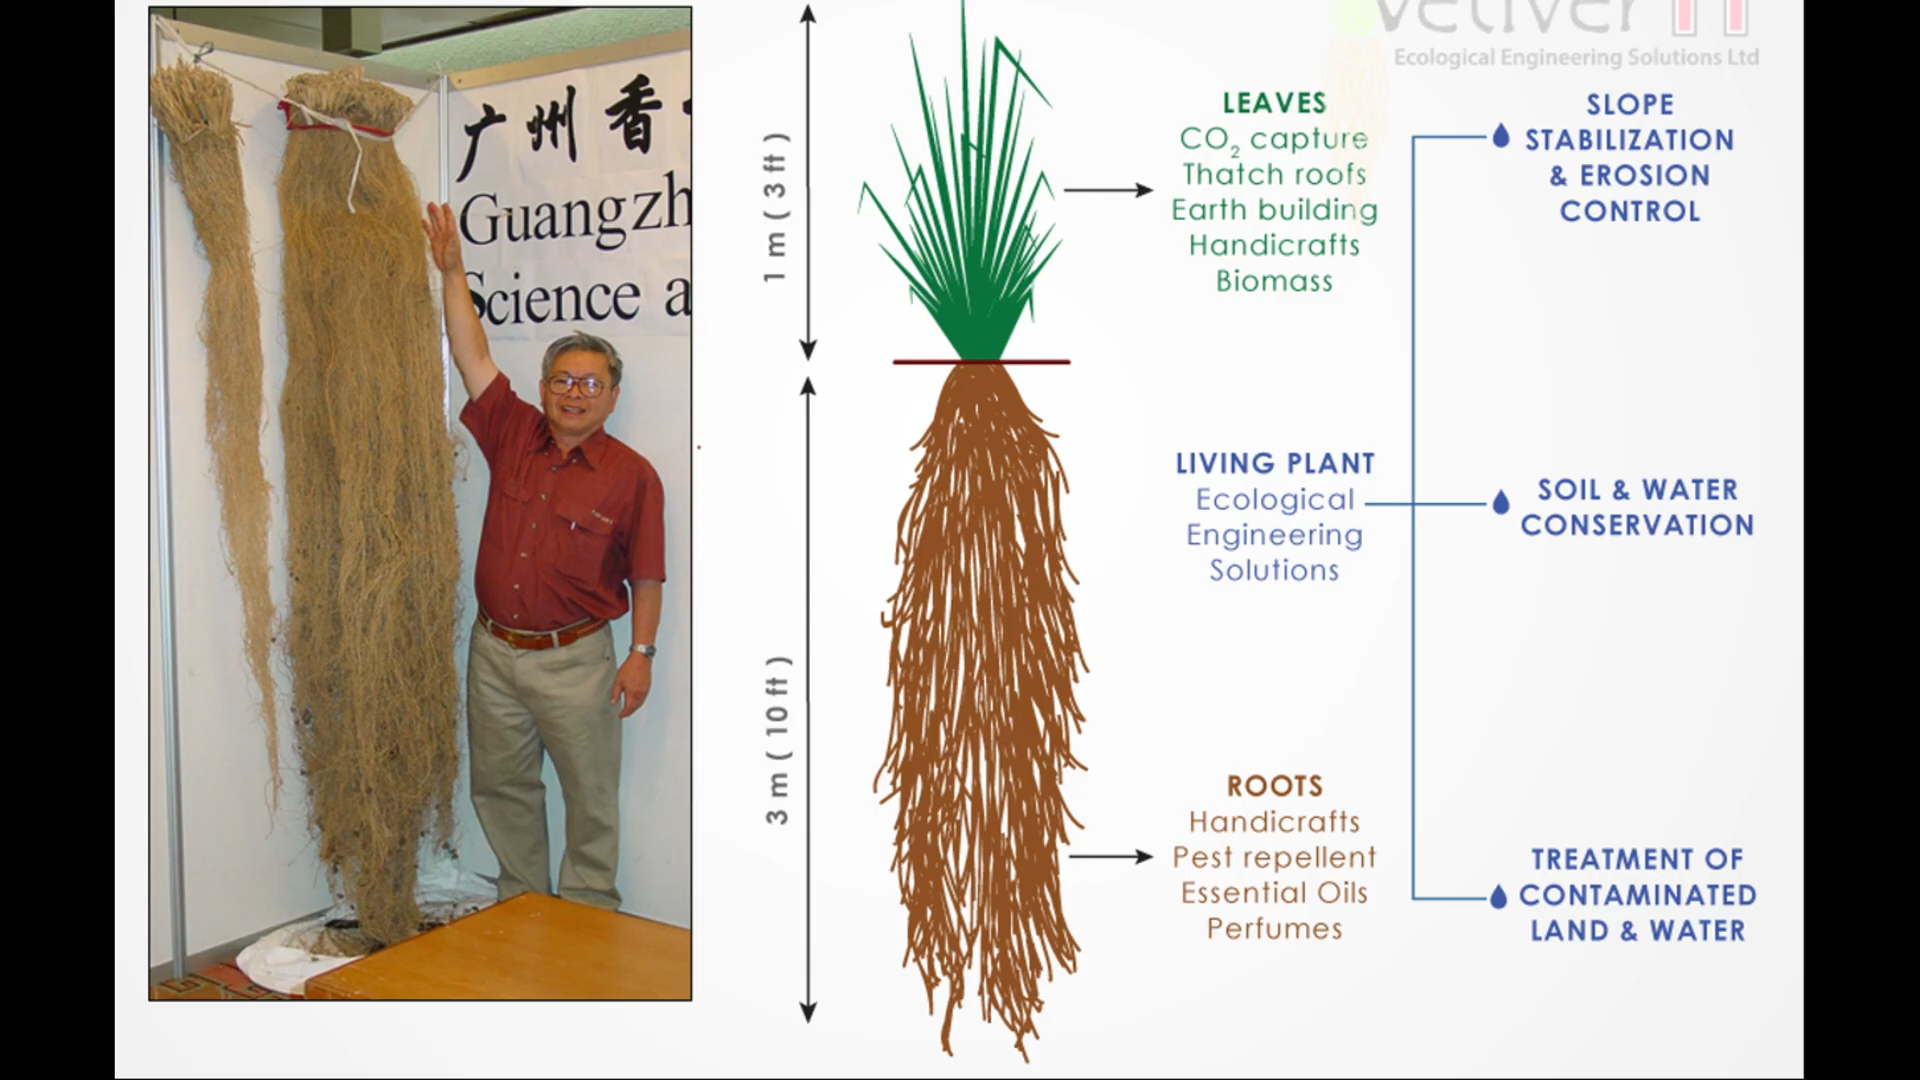 广州香
Guangzh
Science a
1 m ( 3 ft )
3 m ( 10 ft )
vetiver
Ecological Engineering Solutions Ltd
LEAVES
CO₂ capture
Thatch roofs
Earth building
Handicrafts
Biomass
LIVING PLANT
Ecological
Engineering
Solutions
ROOTS
Handicrafts
Pest repellent
Essential Oils
Perfumes
SLOPE
STABILIZATION
& EROSION
CONTROL
SOIL & WATER
CONSERVATION
TREATMENT OF
CONTAMINATED
LAND & WATER